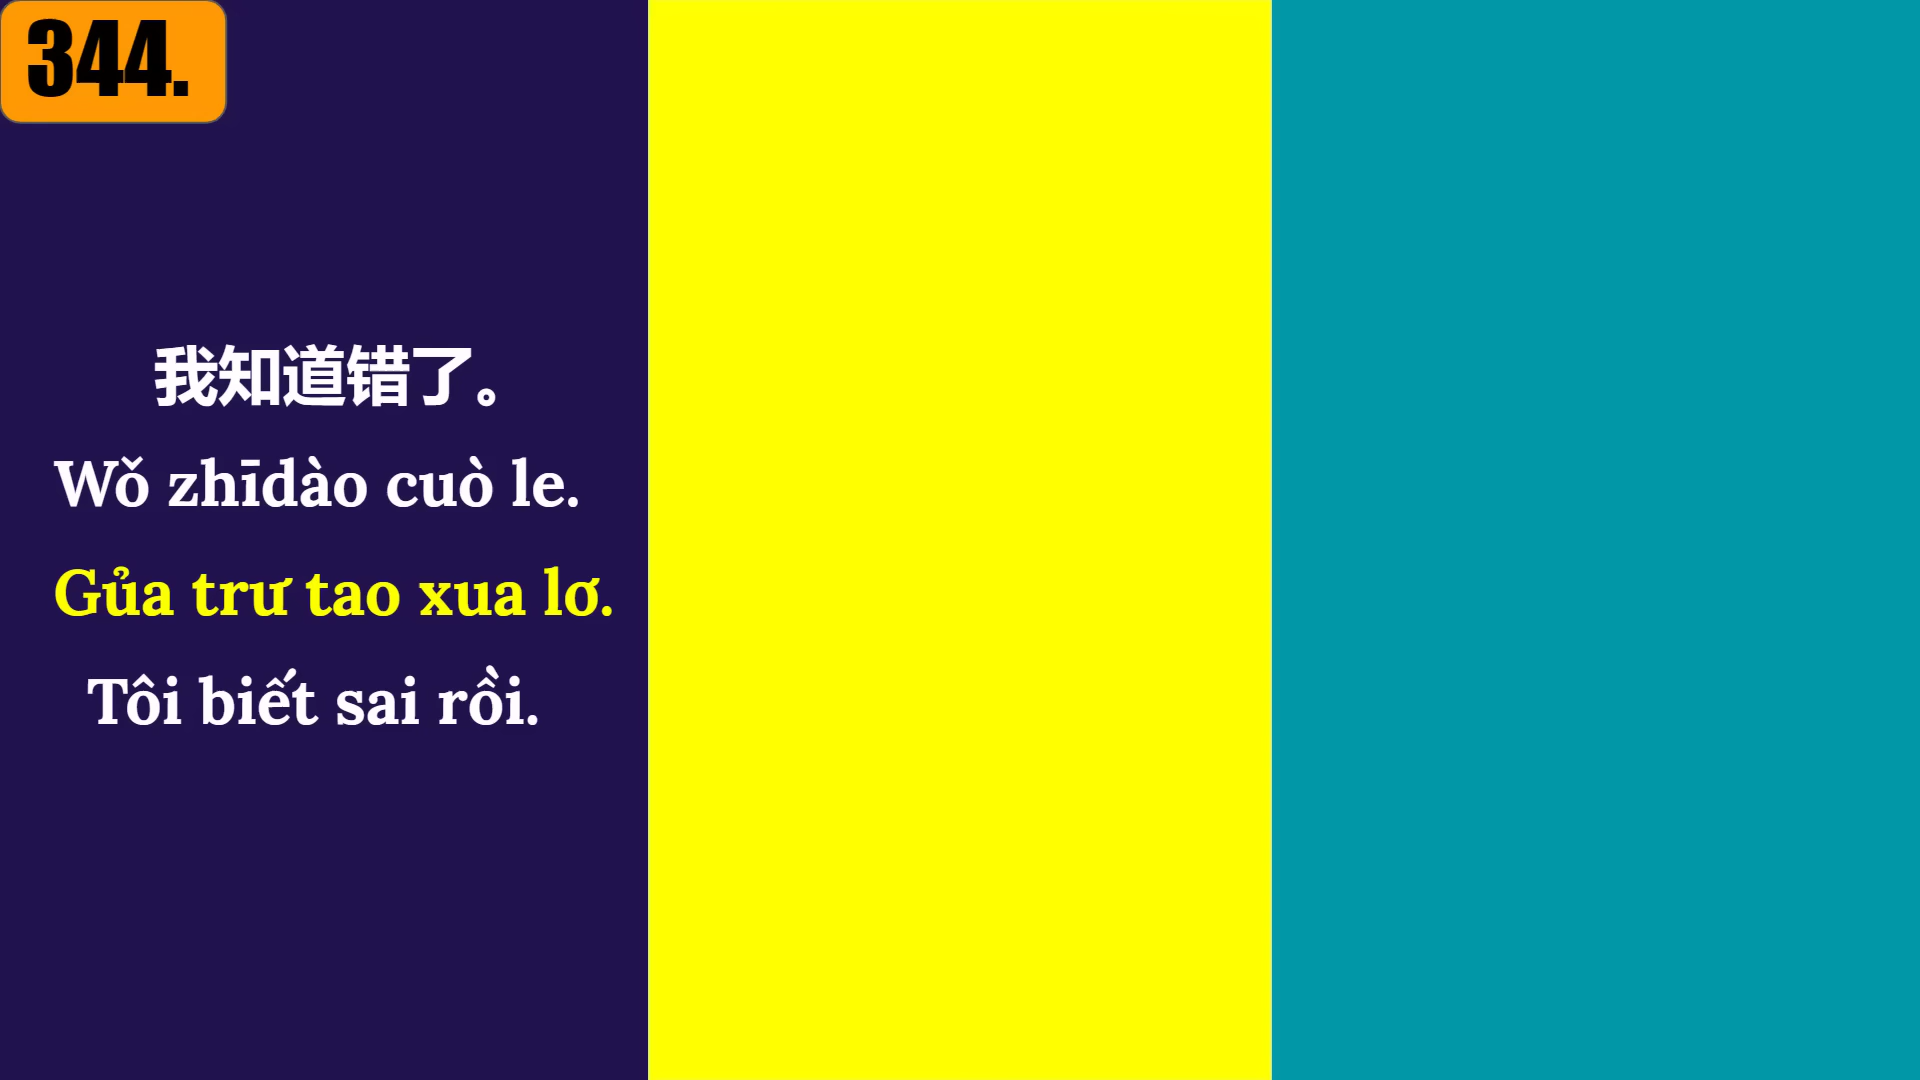 344.
我知道错了。
Wǒ zhīdào cuò le.
Gủa trư tao xua lơ.
Tôi biết sai rồi.